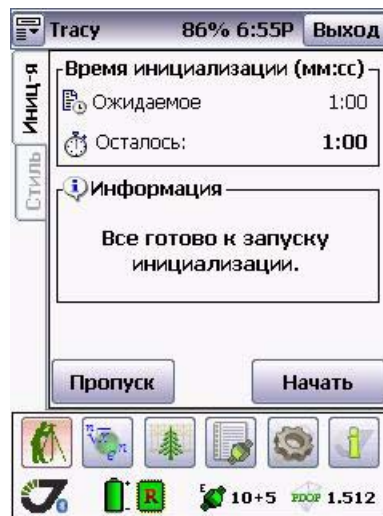 Tracy 86% 6:55P Выход
Иниц-я
Стиль
Время инициализации (мм:сс)
Ожидаемое 1:00
Осталось: 1:00
Информация
Все готово к запуску
инициализации.
Пропуск Начать
R E 10+5 PDOP 1.512
0